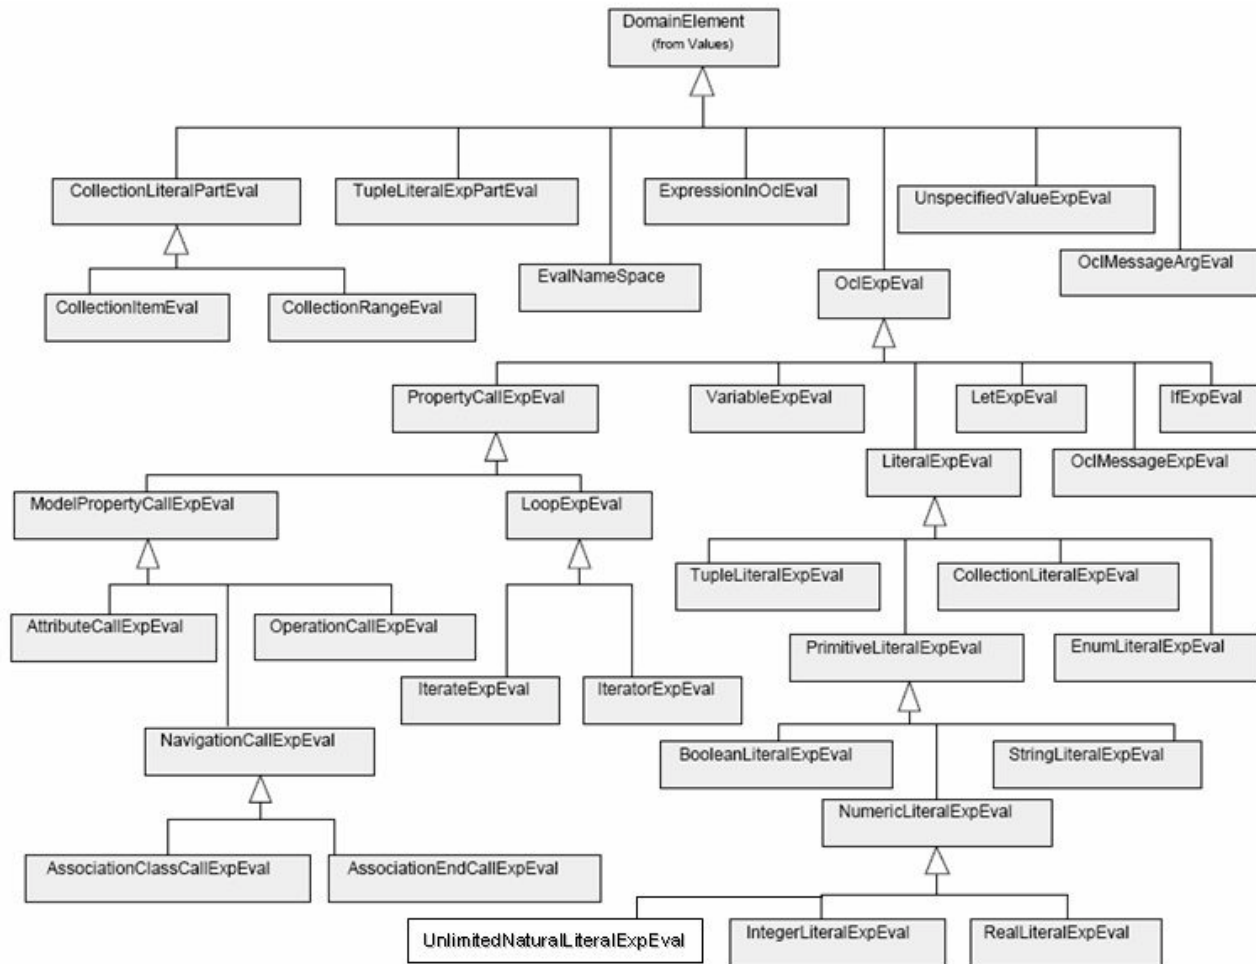 DomainElement
(from Values)
CollectionLiteralPartEval
TupleLiteralExpPartEval
ExpressionInOclEval
UnspecifiedValueExpEval
EvalNameSpace
OclExpEval
OclMessageArgEval
CollectionItemEval
CollectionRangeEval
PropertyCallExpEval
VariableExpEval
LetExpEval
IfExpEval
LiteralExpEval
OclMessageExpEval
ModelPropertyCallExpEval
LoopExpEval
TupleLiteralExpEval
CollectionLiteralExpEval
AttributeCallExpEval
OperationCallExpEval
PrimitiveLiteralExpEval
EnumLiteralExpEval
IterateExpEval
IteratorExpEval
NavigationCallExpEval
BooleanLiteralExpEval
StringLiteralExpEval
NumericLiteralExpEval
AssociationClassCallExpEval
AssociationEndCallExpEval
UnlimitedNaturalLiteralExpEval
IntegerLiteralExpEval
RealLiteralExpEval